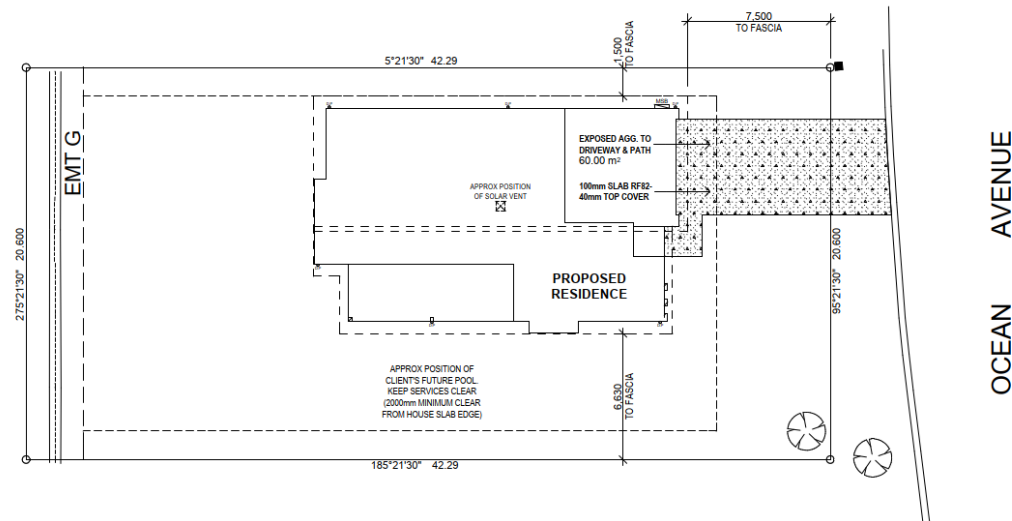 7,500
TO FASCIA
1,500
TO FASCIA
5°21'30" 42.29
EMT G
MSB
EXPOSED AGG. TO
DRIVEWAY & PATH
60.00 m²
100mm SLAB RF82-
40mm TOP COVER
APPROX POSITION
OF SOLAR VENT
PROPOSED
RESIDENCE
275°21'30" 20.600
95°21'30" 20.600
OCEAN AVENUE
APPROX POSITION OF
CLIENT'S FUTURE POOL.
KEEP SERVICES CLEAR
(2000mm MINIMUM CLEAR
FROM HOUSE SLAB EDGE)
6,630
TO FASCIA
185°21'30" 42.29